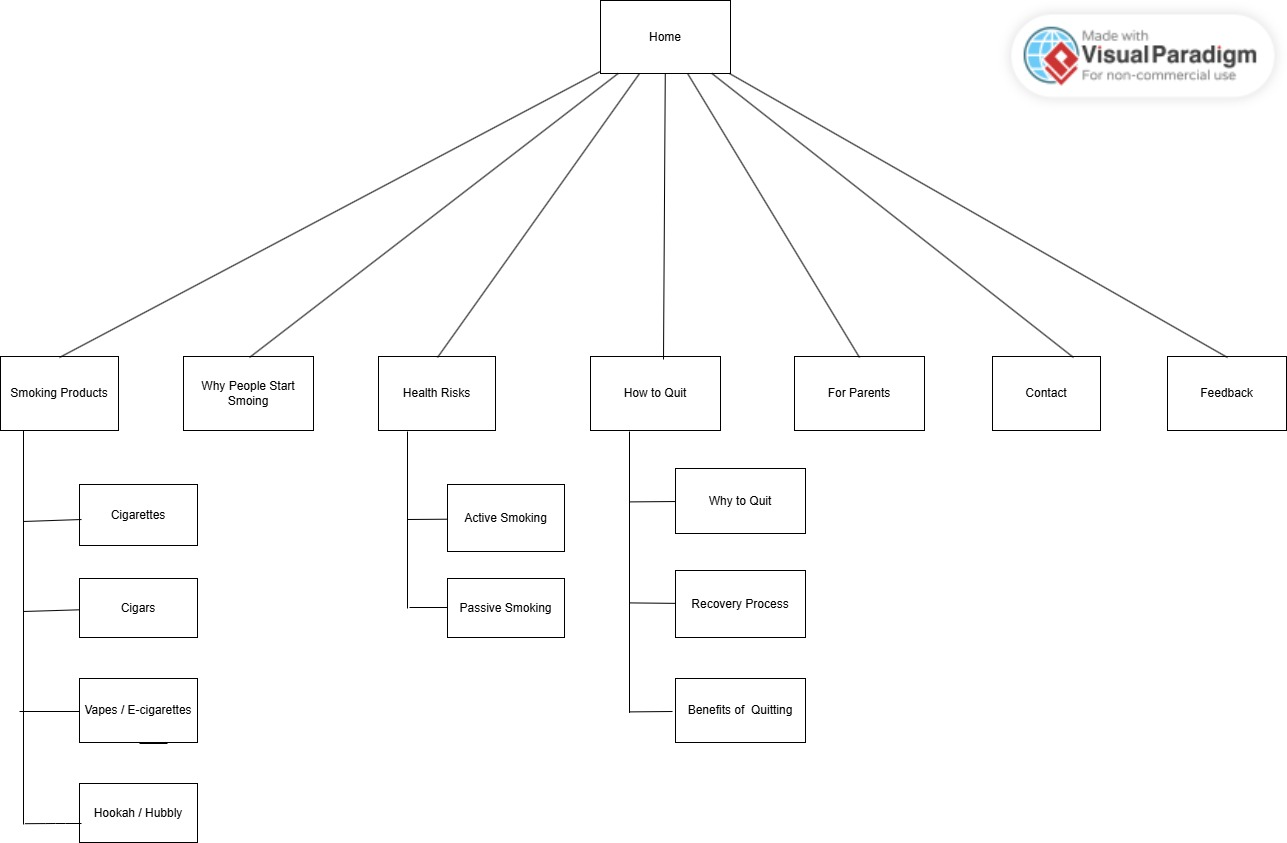 Home
Made with
Visual Paradigm
For non-commercial use
Smoking Products
Why People Start
Smoing
Health Risks
How to Quit
For Parents
Contact
Feedback
Cigarettes
Cigars
Vapes / E-cigarettes
Hookah / Hubbly
Active Smoking
Passive Smoking
Why to Quit
Recovery Process
Benefits of  Quitting